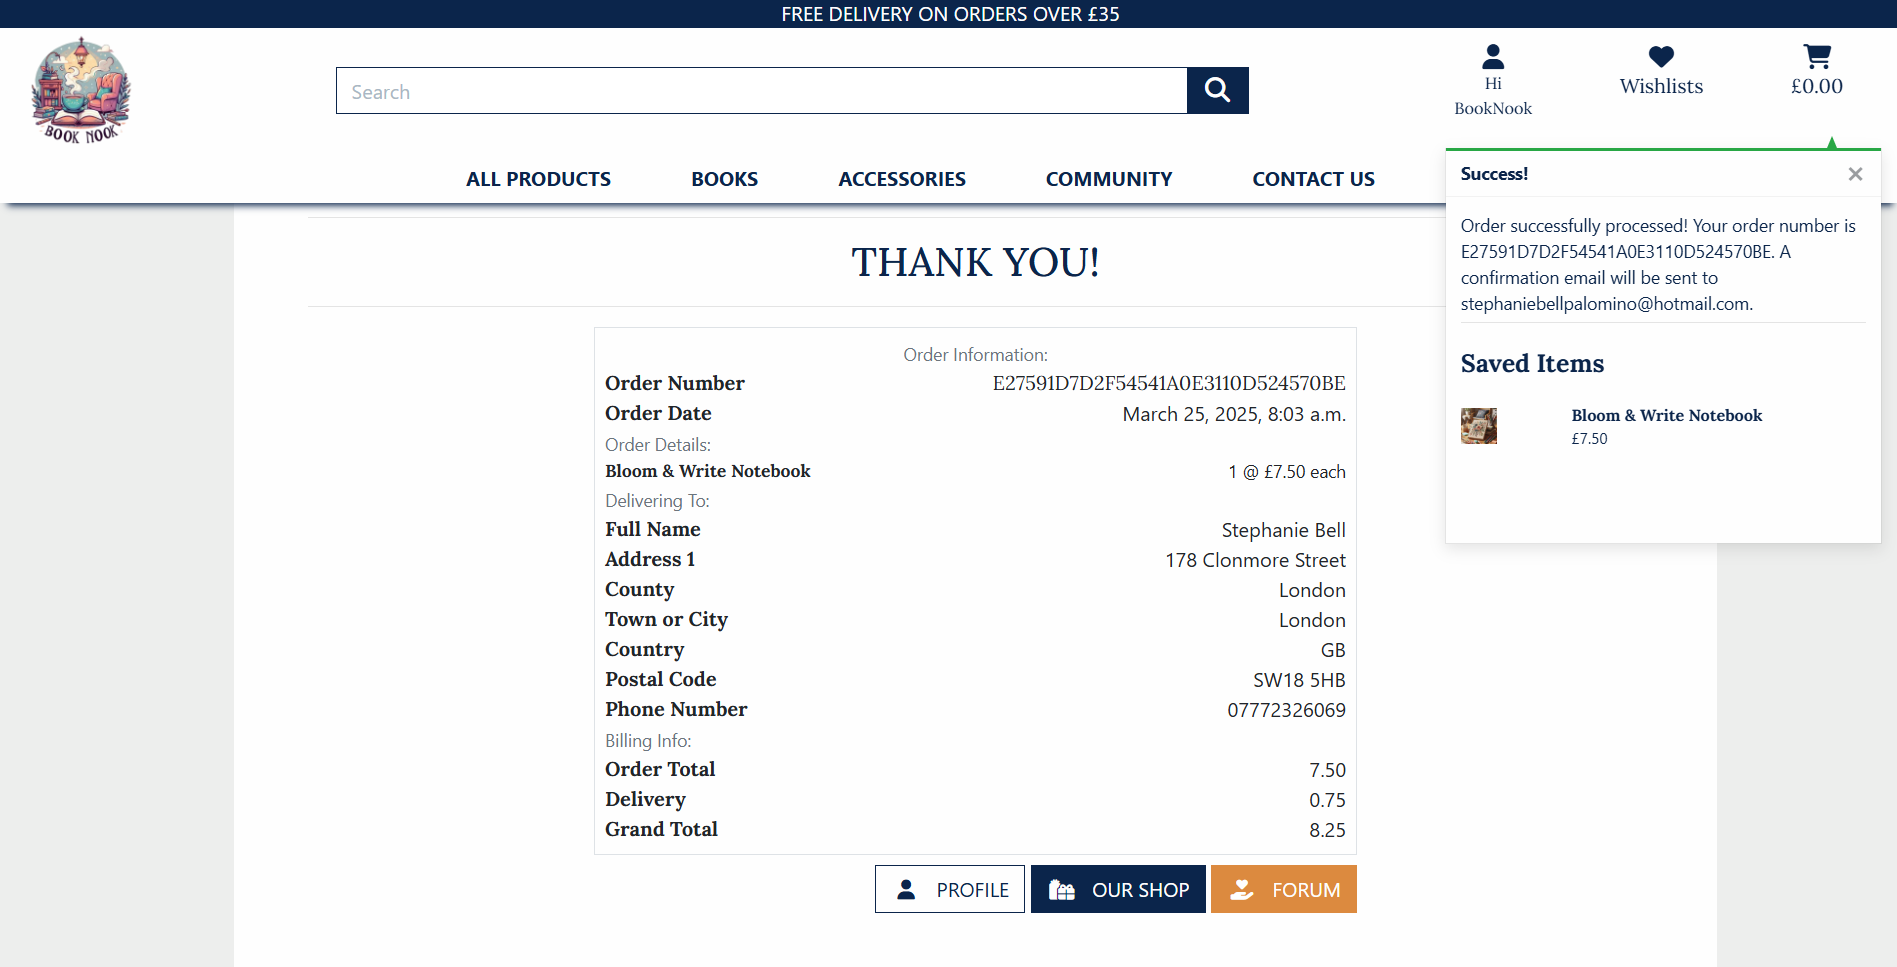 FREE DELIVERY ON ORDERS OVER £35
BOOK NOOK
Search
Hi
BookNook
Wishlists
£0.00
ALL PRODUCTS
BOOKS
ACCESSORIES
COMMUNITY
CONTACT US
Success!
Order successfully processed! Your order number is
E27591D7D2F54541A0E3110D524570BE. A
confirmation email will be sent to
stephaniebellpalomino@hotmail.com.
Saved Items
Bloom & Write Notebook
£7.50
THANK YOU!
Order Information:
Order Number E27591D7D2F54541A0E3110D524570BE
Order Date March 25, 2025, 8:03 a.m.
Order Details:
Bloom & Write Notebook 1 @ £7.50 each
Delivering To:
Full Name Stephanie Bell
Address 1 178 Clonmore Street
County London
Town or City London
Country GB
Postal Code SW18 5HB
Phone Number 07772326069
Billing Info:
Order Total 7.50
Delivery 0.75
Grand Total 8.25
PROFILE
OUR SHOP
FORUM